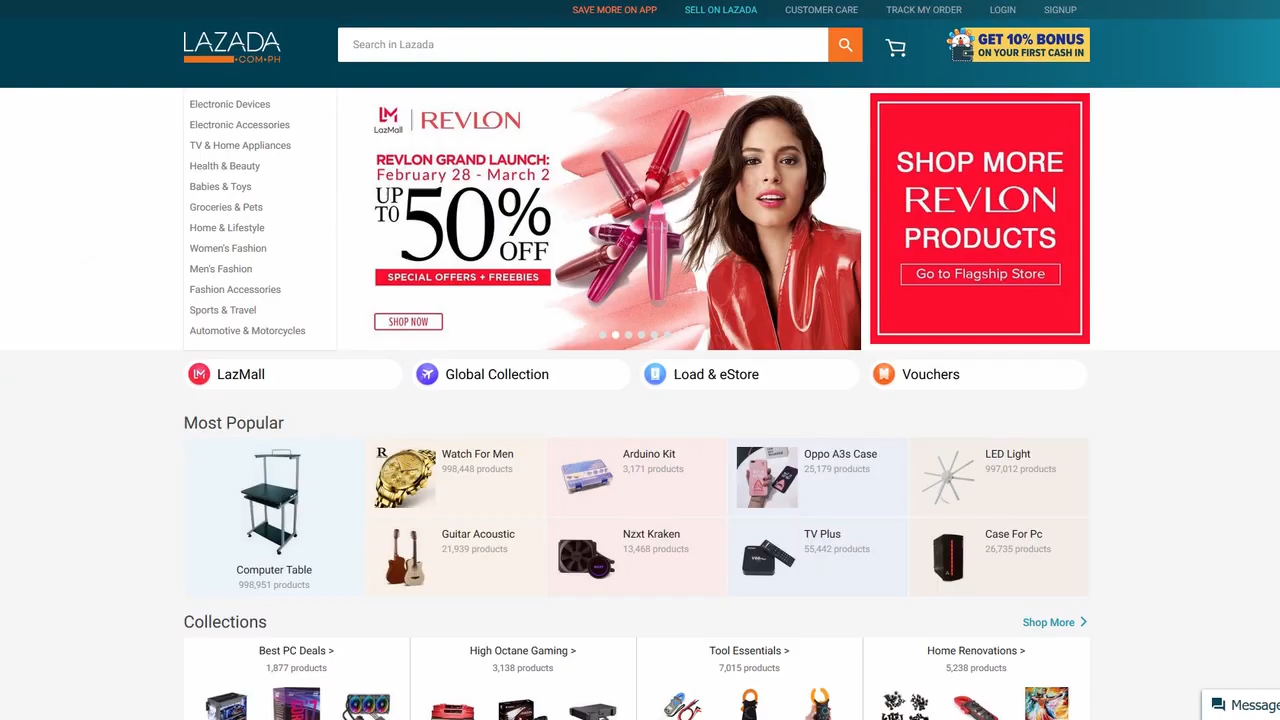 SAVE MORE ON APP
SELL ON LAZADA
CUSTOMER CARE
TRACK MY ORDER
LOGIN
SIGNUP
LAZADA
.COM.PH
Search in Lazada
GET 10% BONUS
ON YOUR FIRST CASH IN
Electronic Devices
Electronic Accessories
TV & Home Appliances
Health & Beauty
Babies & Toys
Groceries & Pets
Home & Lifestyle
Women's Fashion
Men's Fashion
Fashion Accessories
Sports & Travel
Automotive & Motorcycles
LM
LazMall
REVLON
REVLON GRAND LAUNCH:
February 28 - March 2
UP TO 50% OFF
SPECIAL OFFERS + FREEBIES
SHOP NOW
SHOP MORE
REVLON
PRODUCTS
Go to Flagship Store
LazMall
Global Collection
Load & eStore
Vouchers
Most Popular
Computer Table
998,951 products
R
Watch For Men
998,448 products
Arduino Kit
3,171 products
Oppo A3s Case
25,179 products
LED Light
997,012 products
Guitar Acoustic
21,939 products
Nzxt Kraken
13,468 products
TV Plus
55,442 products
Case For Pc
26,735 products
Collections
Shop More >
Best PC Deals >
1,877 products
High Octane Gaming >
3,138 products
Tool Essentials >
7,015 products
Home Renovations >
5,238 products
Message